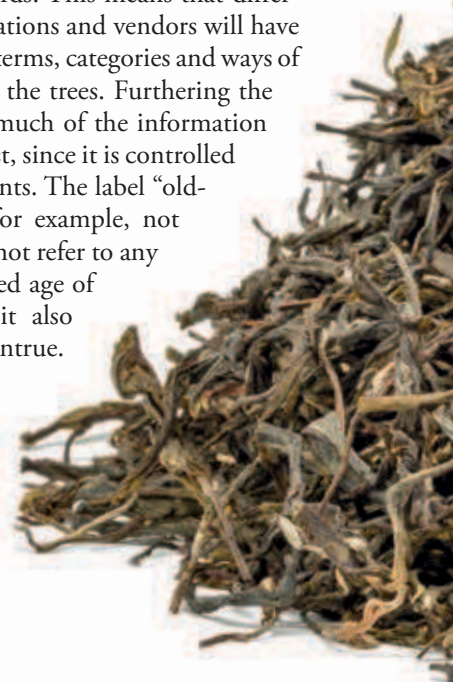 This means that differ-
ations and vendors will have
terms, categories and ways of
the trees. Furthering the
much of the information
t, since it is controlled
nts. The label “old-
for example, not
not refer to any
ed age of
it also
ntrue.